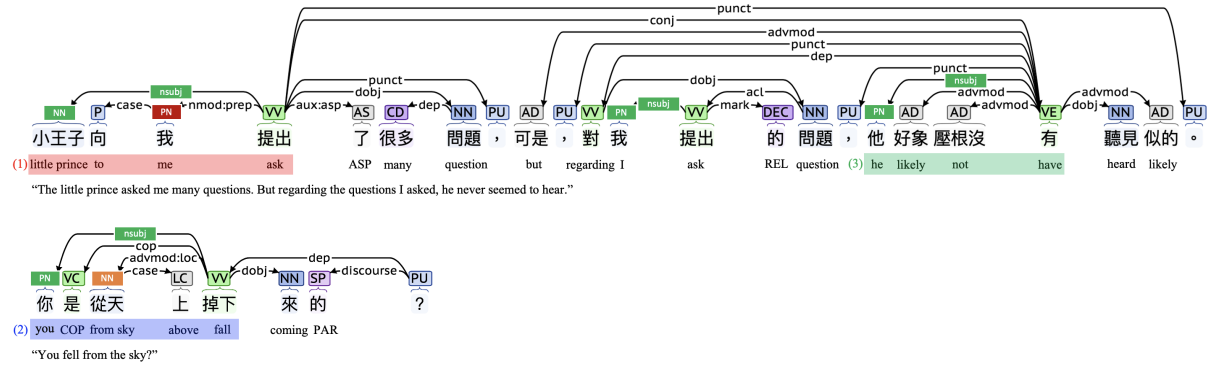 punct
conj
advmod
punct
dep
punct
nsubj
punct
dobj
dobj
acl
nsubj
advmod
advmod
case
nmod:prep
aux:asp
dep
nsubj
mark
advmod
dobj
NN P PN VV AS CD NN PU AD PU VV PN VV DEC NN PU PN AD AD VE NN AD PU
小王子 向 我 提出 了 很多 問題 , 可是 , 對 我 提出 的 問題 , 他 好象 壓根沒 有 聽見 似的 。
(1) little prince to me ask ASP many question but regarding I ask REL question (3) he likely not have heard likely
“The little prince asked me many questions. But regarding the questions I asked, he never seemed to hear.”
nsubj
cop
advmod:loc
dep
case
dobj
discourse
PN VC NN LC VV NN SP PU
你 是 從天 上 掉下 來 的 ?
(2) you COP from sky above fall coming PAR
“You fell from the sky?”